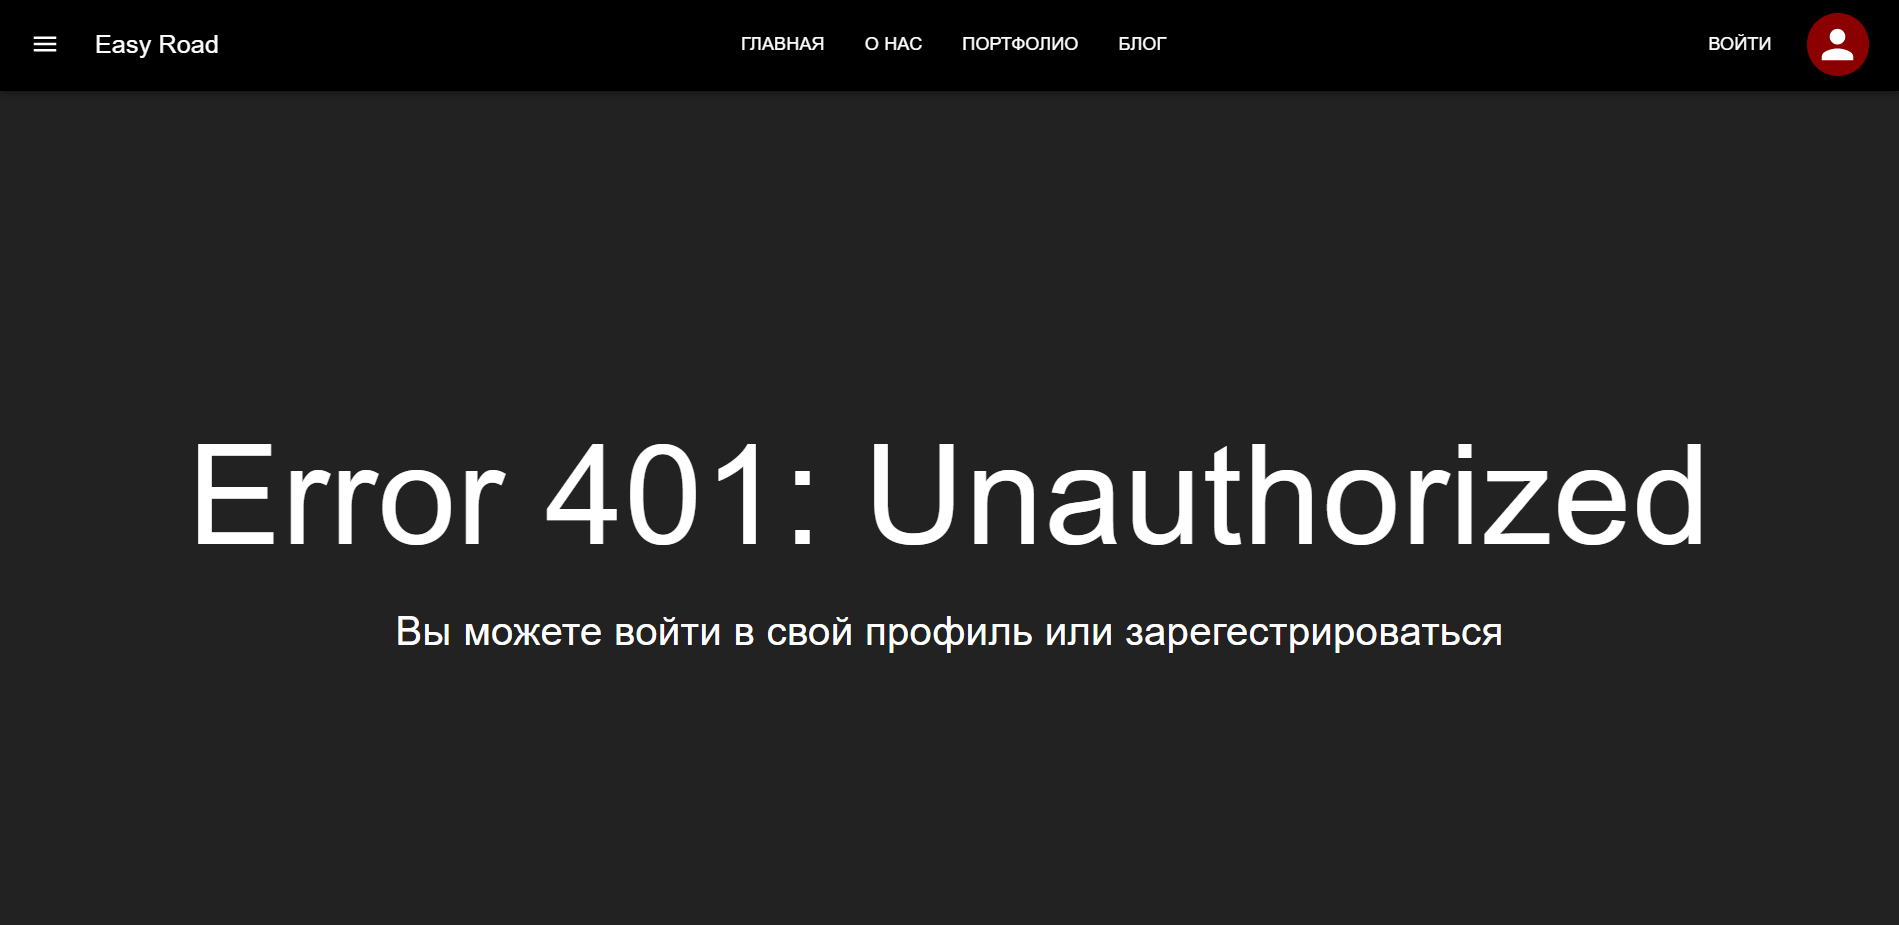 Easy Road
ГЛАВНАЯ О НАС ПОРТФОЛИО БЛОГ
ВОЙТИ
Error 401: Unauthorized
Вы можете войти в свой профиль или зарегестрироваться